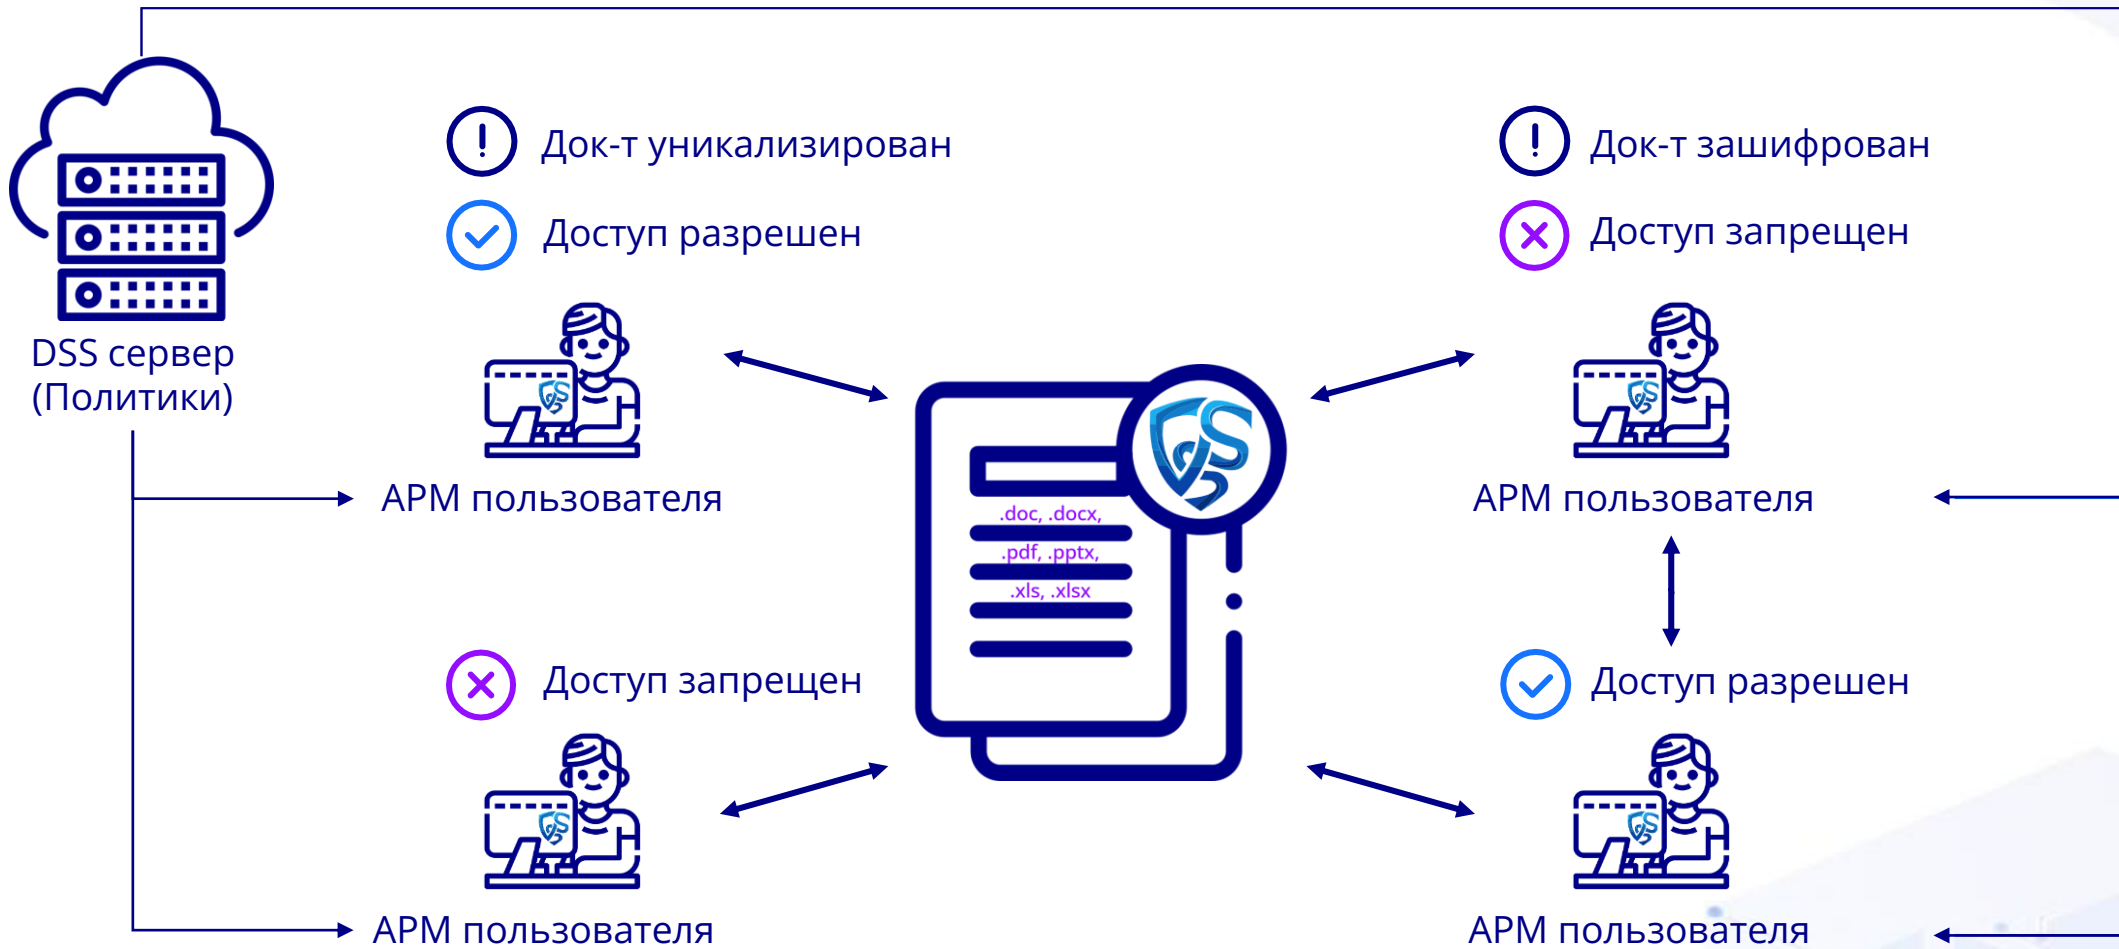 Док-т уникализирован
Доступ разрешен
Док-т зашифрован
Доступ запрещен
DSS сервер
(Политики)
АРМ пользователя
АРМ пользователя
.doc, .docx,
.pdf, .pptx,
.xls, .xlsx
Доступ запрещен
Доступ разрешен
АРМ пользователя
АРМ пользователя